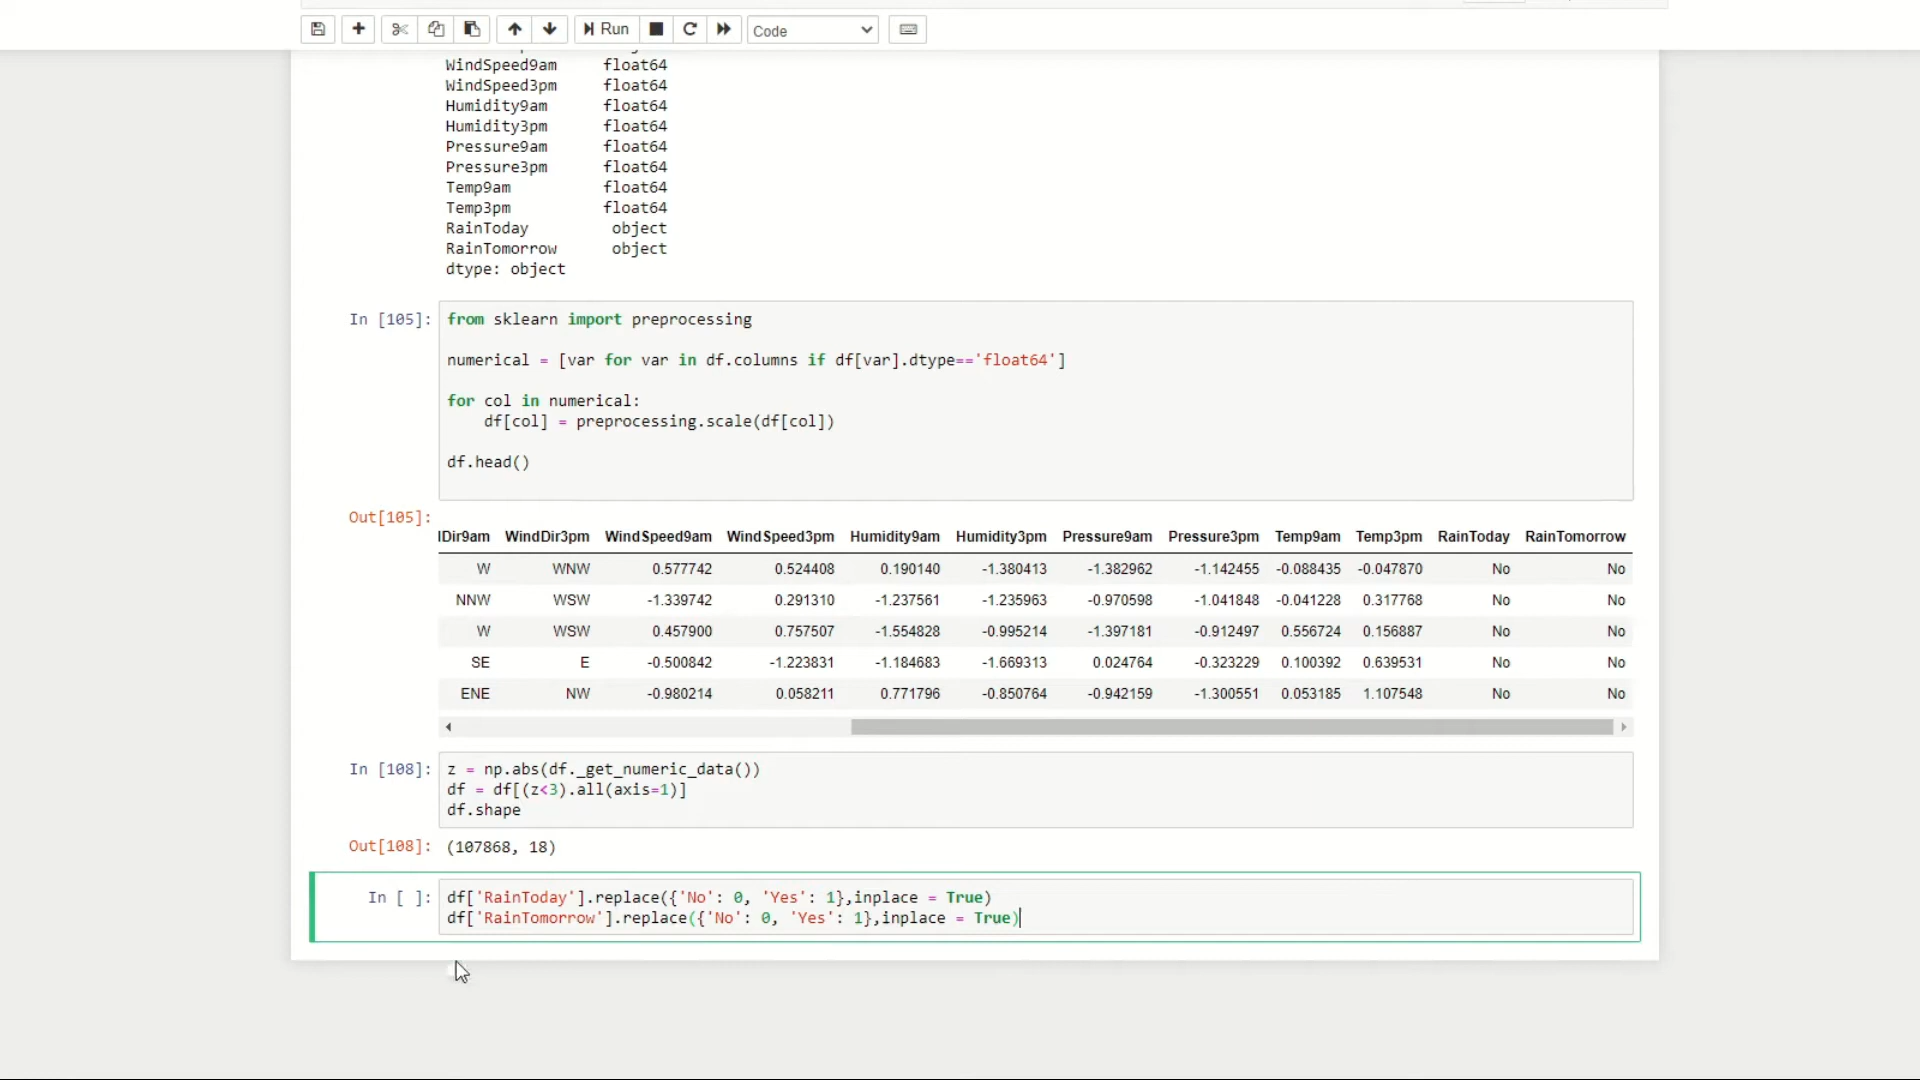 Run
Code
WindSpeed9am float64
WindSpeed3pm float64
Humidity9am float64
Humidity3pm float64
Pressure9am float64
Pressure3pm float64
Temp9am float64
Temp3pm float64
RainToday object
RainTomorrow object
dtype: object
In [105]: from sklearn import preprocessing
numerical = [var for var in df.columns if df[var].dtype=='float64']
for col in numerical:
df[col] = preprocessing.scale(df[col])
df.head()
Out[105]:
lDir9am WindDir3pm WindSpeed9am WindSpeed3pm Humidity9am Humidity3pm Pressure9am Pressure3pm Temp9am Temp3pm RainToday RainTomorrow
W WNW 0.577742 0.524408 0.190140 -1.380413 -1.382962 -1.142455 -0.088435 -0.047870 No No
NNW WSW -1.339742 0.291310 -1.237561 -1.235963 -0.970598 -1.041848 -0.041228 0.317768 No No
W WSW 0.457900 0.757507 -1.554828 -0.995214 -1.397181 -0.912497 0.556724 0.156887 No No
SE E -0.500842 -1.223831 -1.184683 -1.669313 0.024764 -0.323229 0.100392 0.639531 No No
ENE NW -0.980214 0.058211 0.771796 -0.850764 -0.942159 -1.300551 0.053185 1.107548 No No
In [108]: z = np.abs(df._get_numeric_data())
df = df[(z<3).all(axis=1)]
df.shape
Out[108]: (107868, 18)
In [ ]: df['RainToday'].replace({'No': 0, 'Yes': 1},inplace = True)
df['RainTomorrow'].replace({'No': 0, 'Yes': 1},inplace = True)